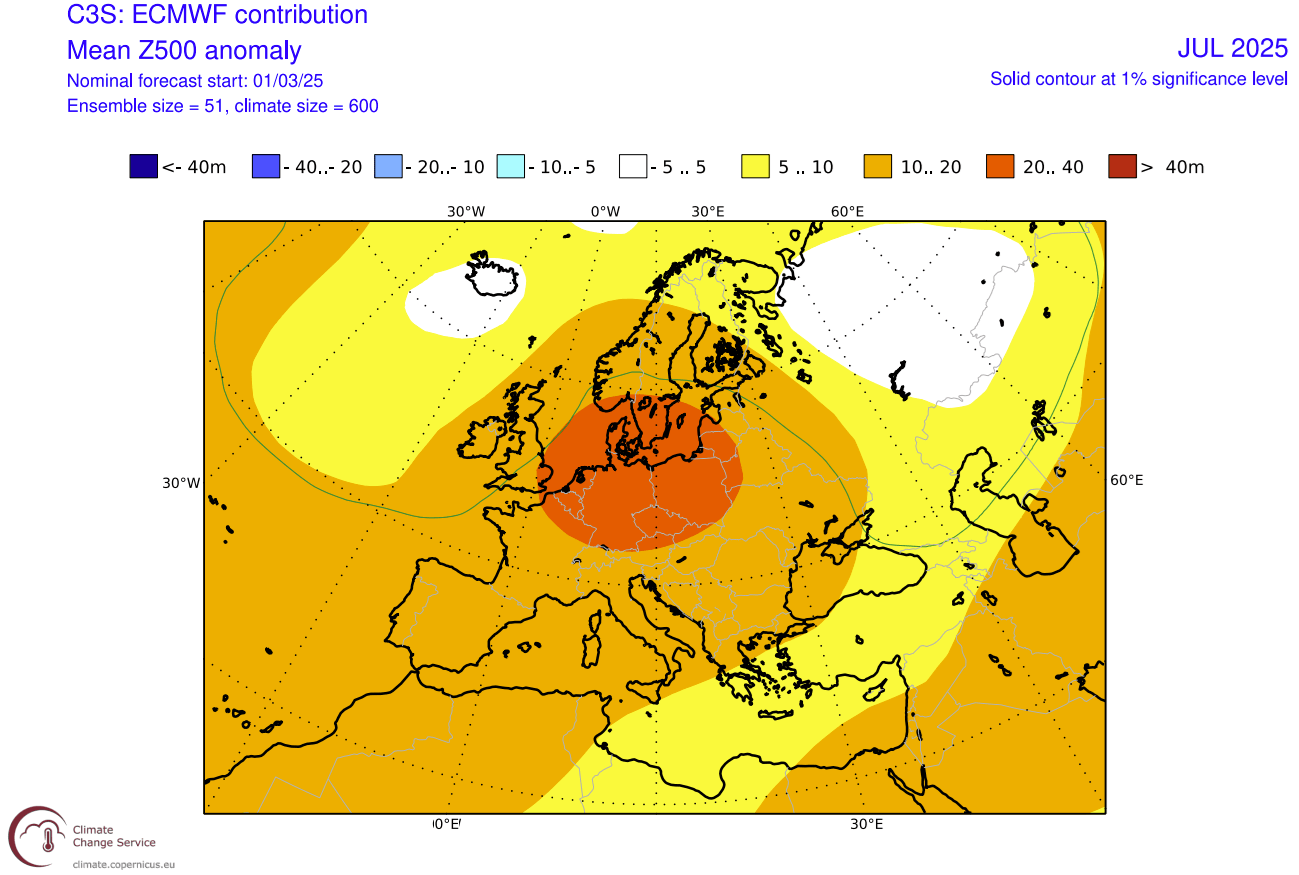 C3S: ECMWF contribution
Mean Z500 anomaly
JUL 2025
Nominal forecast start: 01/03/25
Solid contour at 1% significance level
Ensemble size = 51, climate size = 600
<- 40m
- 40..- 20
- 20..- 10
- 10..- 5
- 5 .. 5
5 .. 10
10.. 20
20.. 40
> 40m
30°W
0°W
30°E
60°E
30°W
60°E
0°E
30°E
Climate
Change Service
climate.copernicus.eu